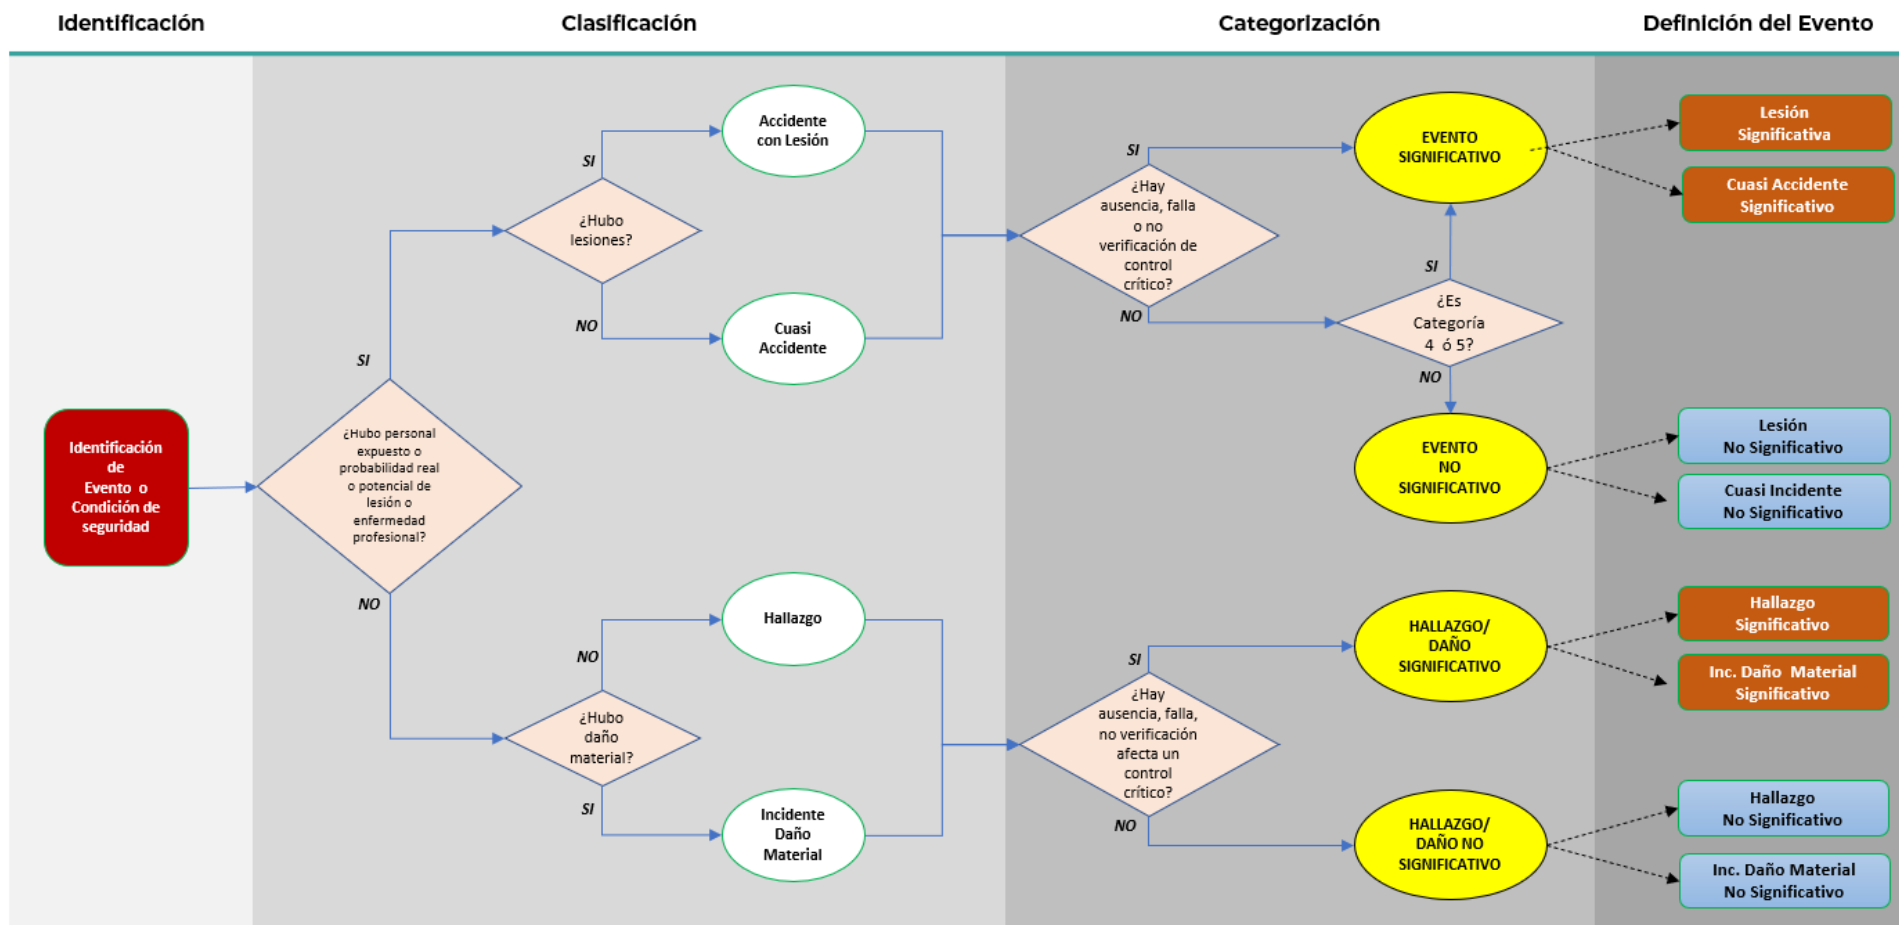 Identificación
Clasificación
Categorización
Definición del Evento
Identificación
de
Evento o
Condición de
seguridad
¿Hubo personal
expuesto o
probabilidad real
o potencial de
lesión o
enfermedad
profesional?
SI
NO
¿Hubo
lesiones?
SI
NO
Accidente
con Lesión
Cuasi
Accidente
¿Hubo
daño
material?
NO
SI
Hallazgo
Incidente
Daño
Material
¿Hay
ausencia, falla
o no
verificación de
control
crítico?
SI
NO
EVENTO
SIGNIFICATIVO
¿Es
Categoría
4 ó 5?
SI
NO
EVENTO
NO
SIGNIFICATIVO
¿Hay
ausencia, falla,
no verificación
afecta un
control
crítico?
SI
NO
HALLAZGO/
DAÑO
SIGNIFICATIVO
HALLAZGO/
DAÑO NO
SIGNIFICATIVO
Lesión
Significativa
Cuasi Accidente
Significativo
Lesión
No Significativo
Cuasi Incidente
No Significativo
Hallazgo
Significativo
Inc. Daño Material
Significativo
Hallazgo
No Significativo
Inc. Daño Material
No Significativo